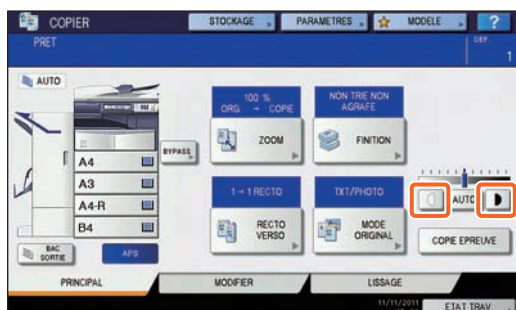 COPIER
STOCKAGE
PARAMETRES
MODELE
?
PRET
DEF.
1
AUTO
100 %
ORG. → COPIE
ZOOM
NON TRIE NON
AGRAFE
FINITION
BYPASS
A4
A3
A4-R
B4
1→1 RECTO
RECTO
VERSO
TXT/PHOTO
MODE
ORIGINAL
AUTO
COPIE EPREUVE
BAC
SORTIE
APS
PRINCIPAL
MODIFIER
LISSAGE
11/11/2011
ETAT TRAV.